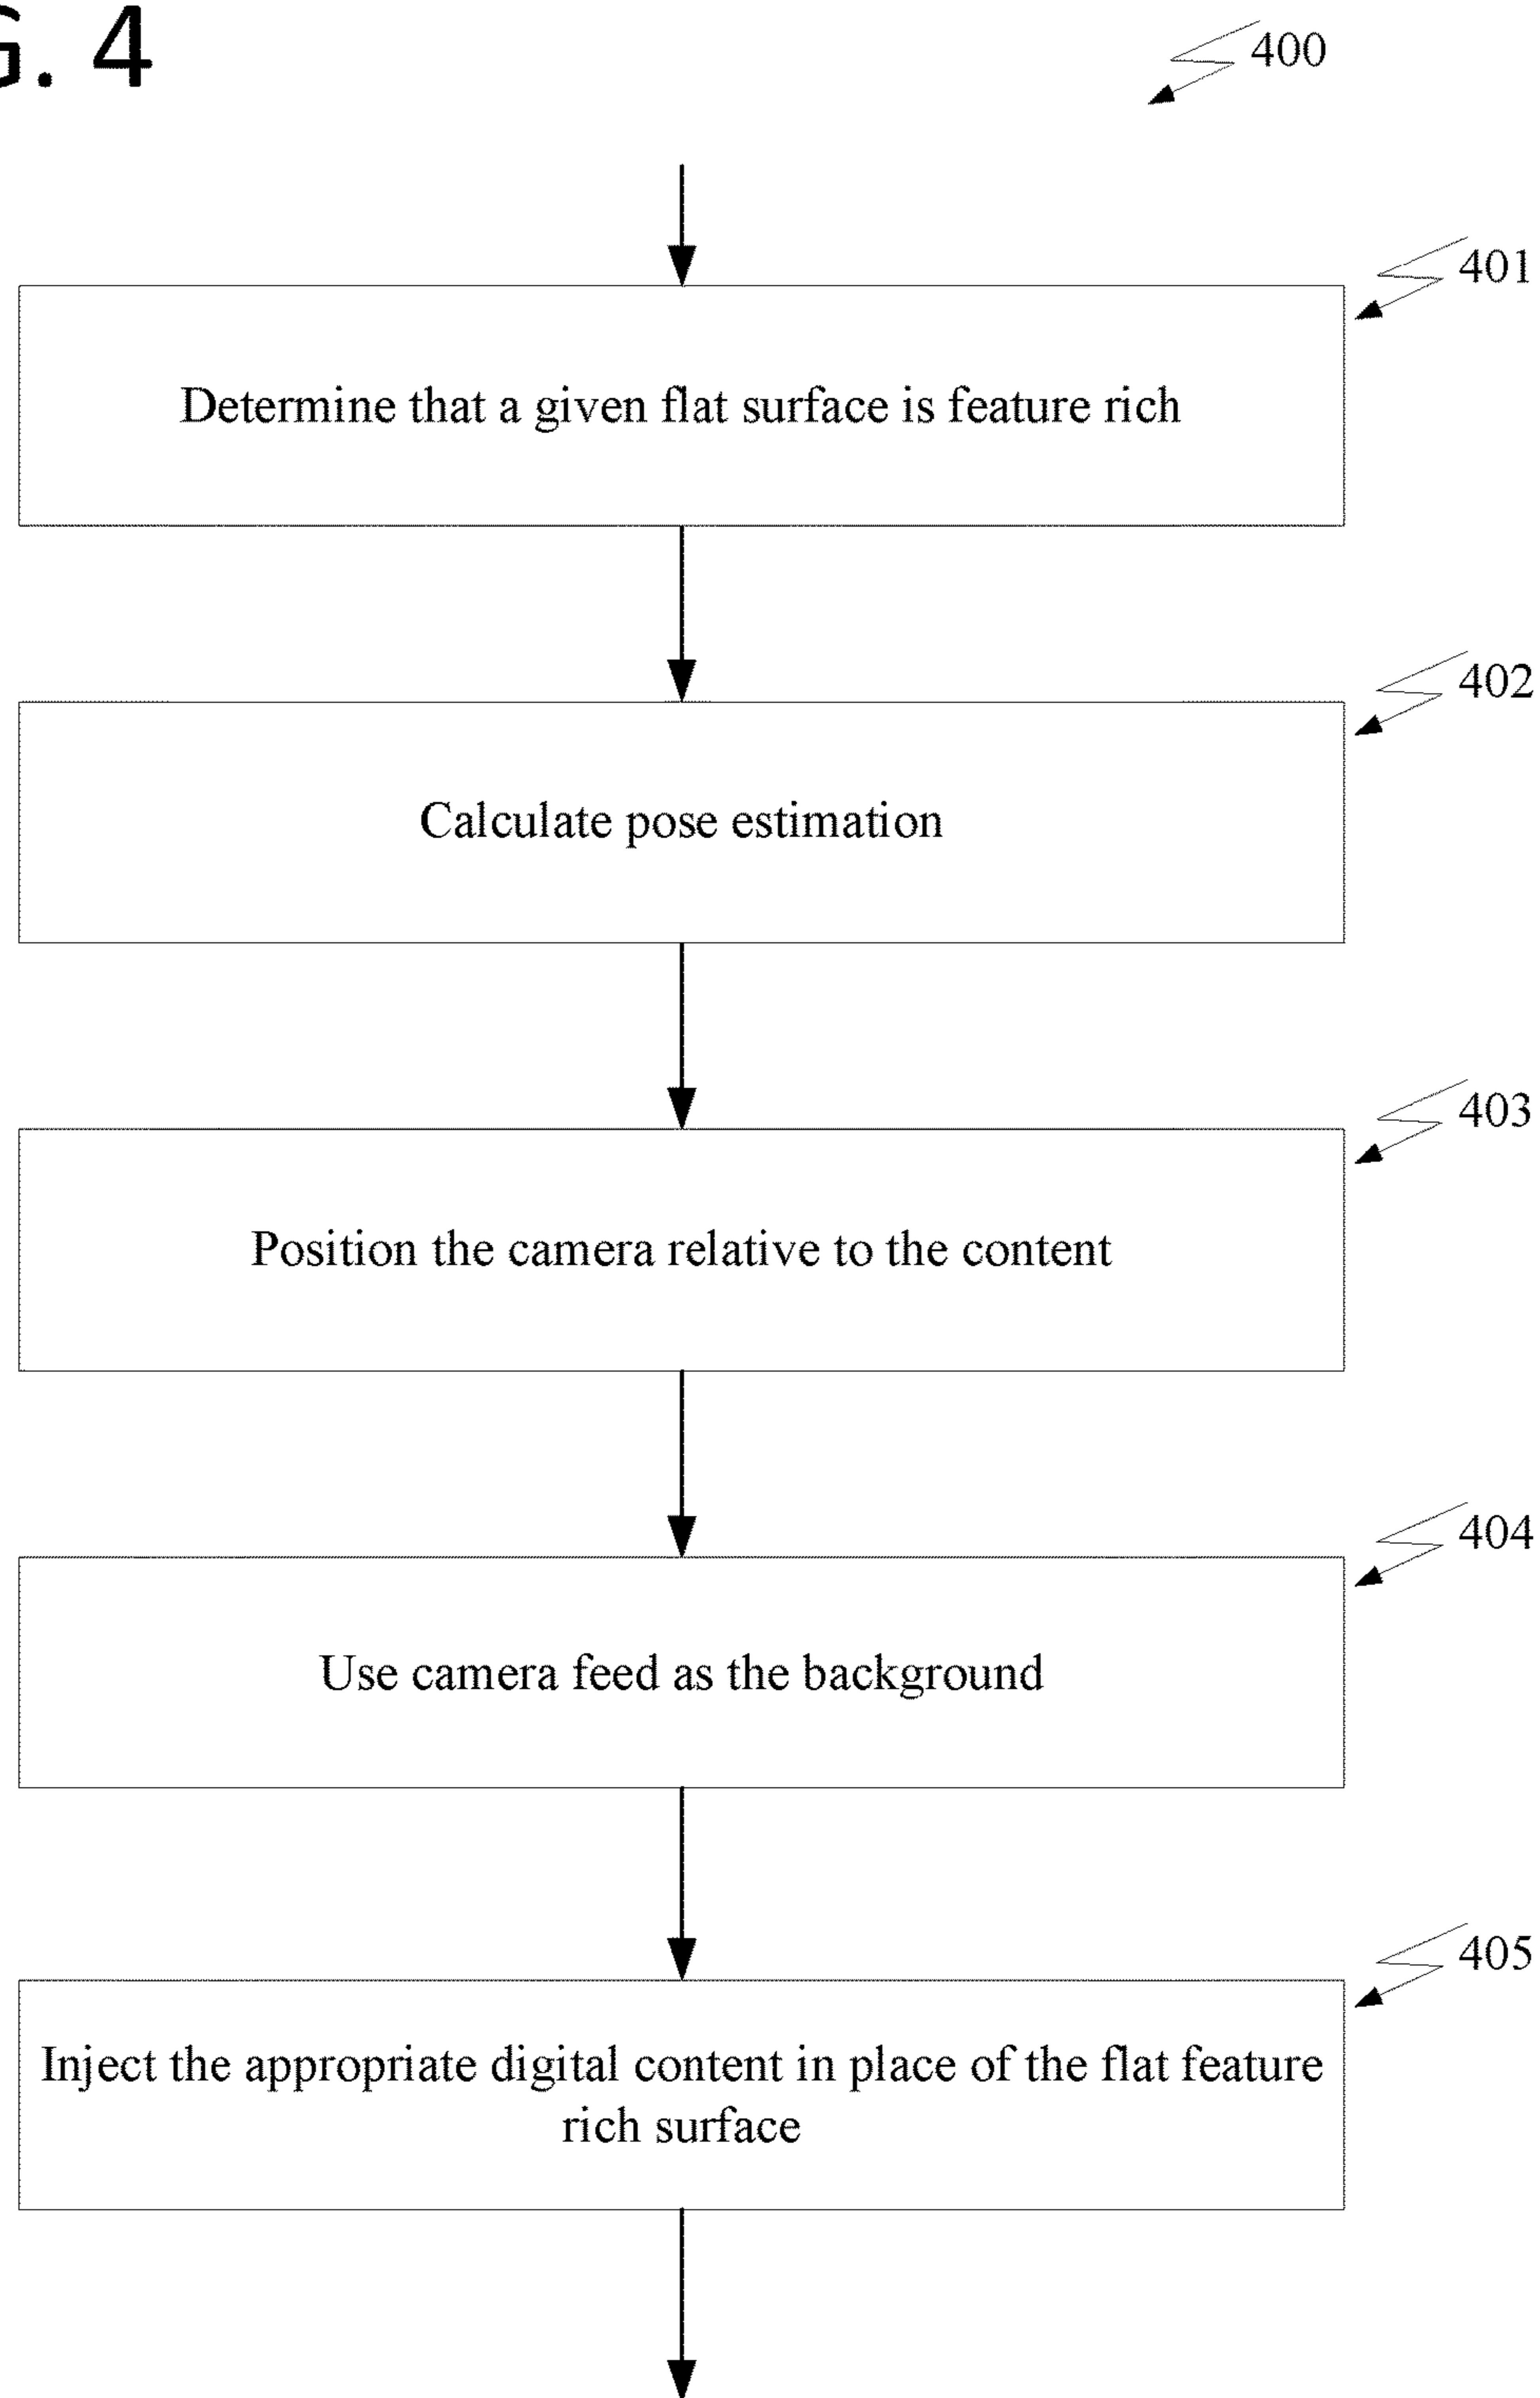 G. 4
400
401
Determine that a given flat surface is feature rich
402
Calculate pose estimation
403
Position the camera relative to the content
404
Use camera feed as the background
405
Inject the appropriate digital content in place of the flat feature
rich surface